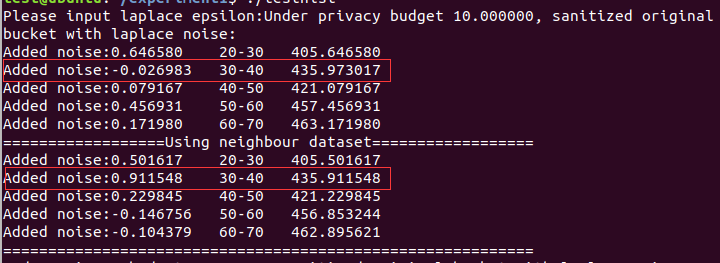 Please input laplace epsilon:Under privacy budget 10.000000, sanitized original
bucket with laplace noise:
Added noise:0.646580 20-30 405.646580
Added noise:-0.026983 30-40 435.973017
Added noise:0.079167 40-50 421.079167
Added noise:0.456931 50-60 457.456931
Added noise:0.171980 60-70 463.171980
==================Using neighbour dataset==================
Added noise:0.501617 20-30 405.501617
Added noise:0.911548 30-40 435.911548
Added noise:0.229845 40-50 421.229845
Added noise:-0.146756 50-60 456.853244
Added noise:-0.104379 60-70 462.895621
===========================================================